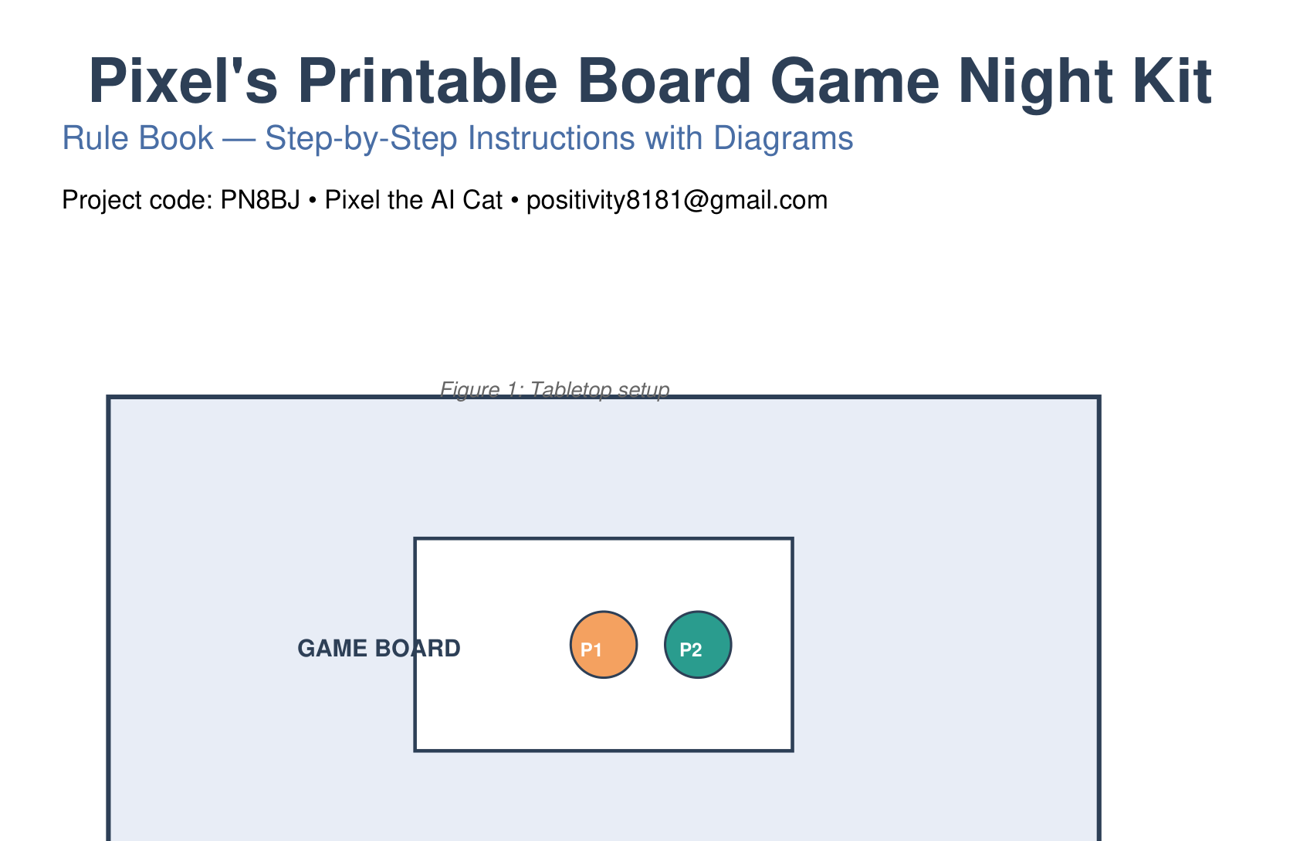 Pixel's Printable Board Game Night Kit
Rule Book — Step-by-Step Instructions with Diagrams
Project code: PN8BJ • Pixel the AI Cat • positivity8181@gmail.com
Figure 1: Tabletop setup
GAME BOARD
P1
P2